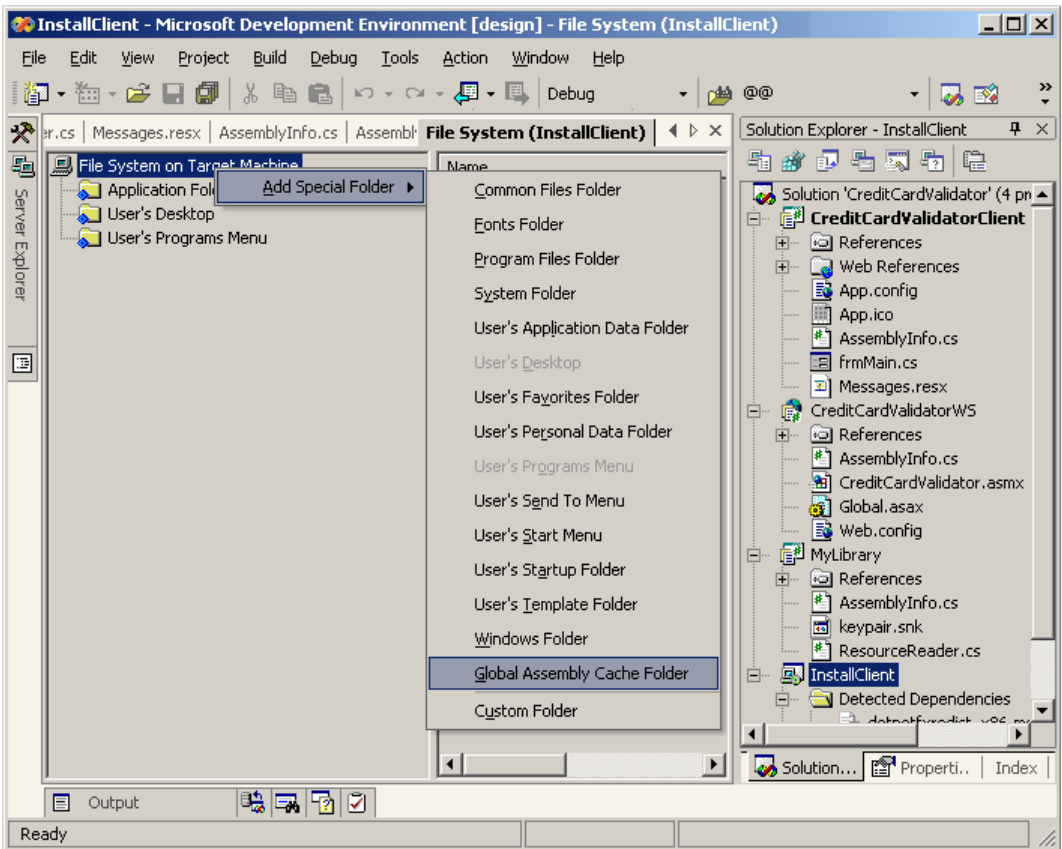 InstallClient - Microsoft Development Environment [design] - File System (InstallClient)
File Edit View Project Build Debug Tools Action Window Help
Debug @@
er.cs Messages.resx AssemblyInfo.cs Assembl File System (InstallClient)
Server Explorer
File System on Target Machine
Application Fol
User's Desktop
User's Programs Menu
Name
Add Special Folder
Common Files Folder
Fonts Folder
Program Files Folder
System Folder
User's Application Data Folder
User's Desktop
User's Favorites Folder
User's Personal Data Folder
User's Programs Menu
User's Send To Menu
User's Start Menu
User's Startup Folder
User's Template Folder
Windows Folder
Global Assembly Cache Folder
Custom Folder
Solution Explorer - InstallClient
Solution 'CreditCardValidator' (4 pr
CreditCardValidatorClient
References
Web References
App.config
App.ico
AssemblyInfo.cs
frmMain.cs
Messages.resx
CreditCardValidatorWS
References
AssemblyInfo.cs
CreditCardValidator.asmx
Global.asax
Web.config
MyLibrary
References
AssemblyInfo.cs
keypair.snk
ResourceReader.cs
InstallClient
Detected Dependencies
Solution... Properti.. Index
Output
Ready